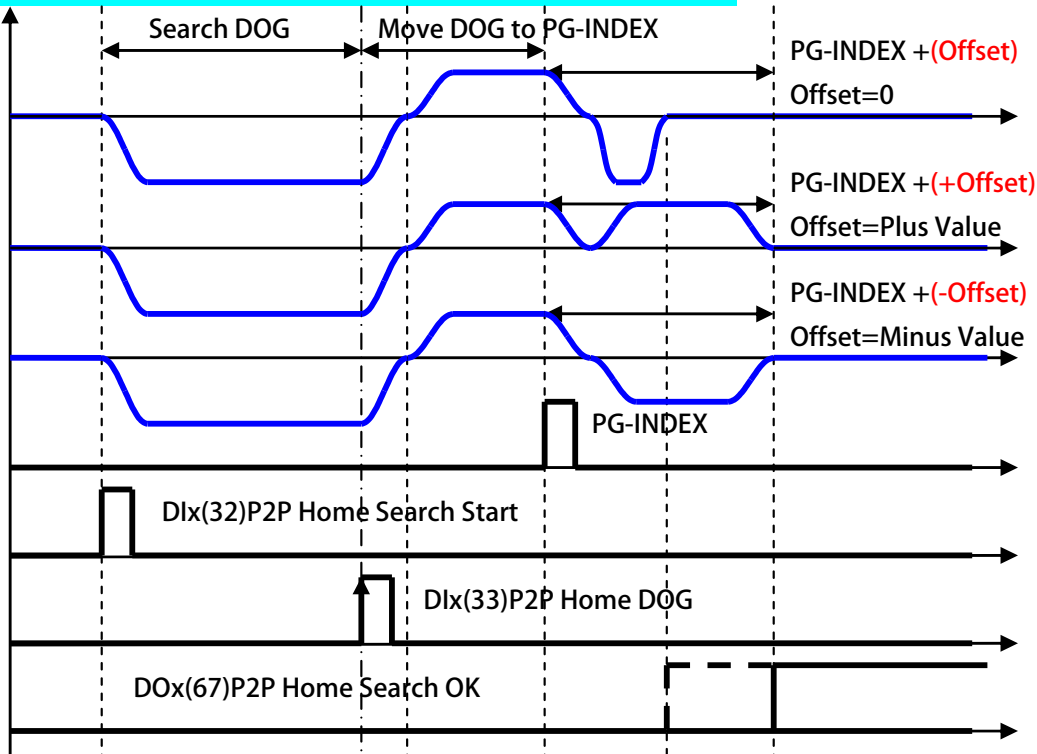 Search DOG
Move DOG to PG-INDEX
PG-INDEX +(Offset)
Offset=0
PG-INDEX +(+Offset)
Offset=Plus Value
PG-INDEX +(-Offset)
Offset=Minus Value
PG-INDEX
DIx(32)P2P Home Search Start
DIx(33)P2P Home DOG
DOx(67)P2P Home Search OK